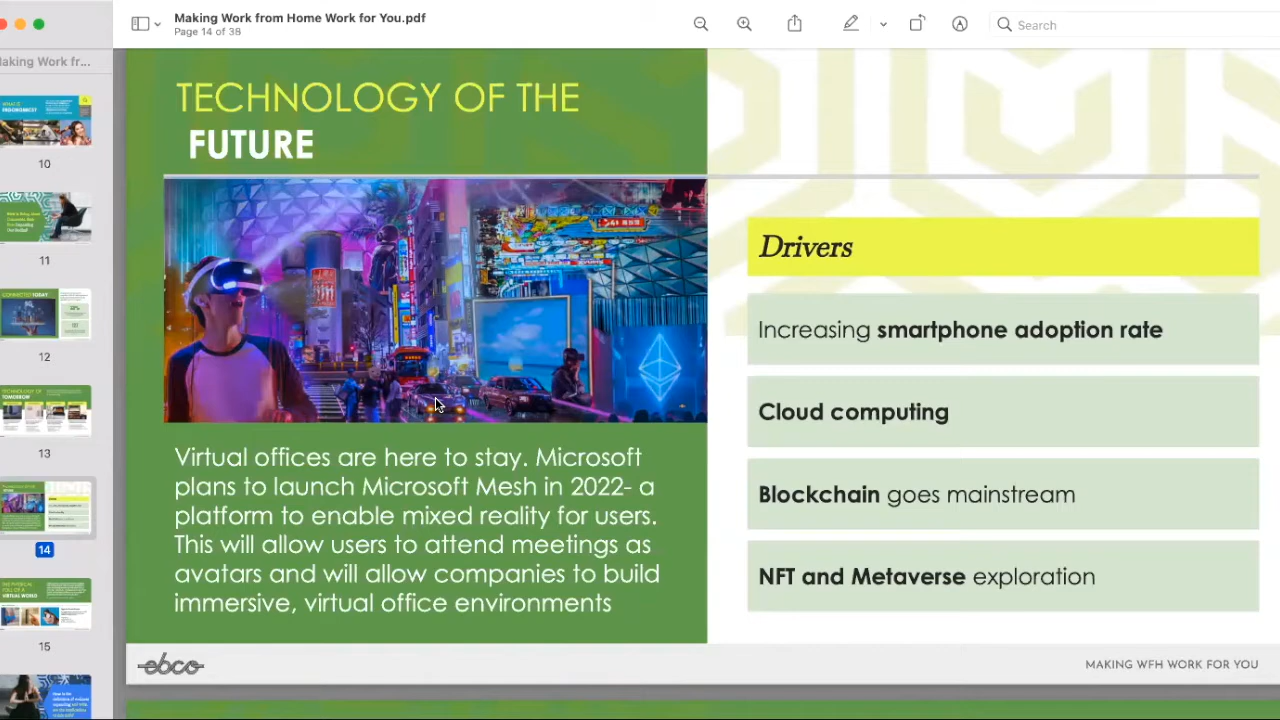 Making Work from Home Work for You.pdf
Page 14 of 38
Search
Making Work fr...
10
11
12
13
14
15
TECHNOLOGY OF THE
FUTURE
Virtual offices are here to stay. Microsoft
plans to launch Microsoft Mesh in 2022- a
platform to enable mixed reality for users.
This will allow users to attend meetings as
avatars and will allow companies to build
immersive, virtual office environments
Drivers
Increasing smartphone adoption rate
Cloud computing
Blockchain goes mainstream
NFT and Metaverse exploration
ebco
MAKING WFH WORK FOR YOU